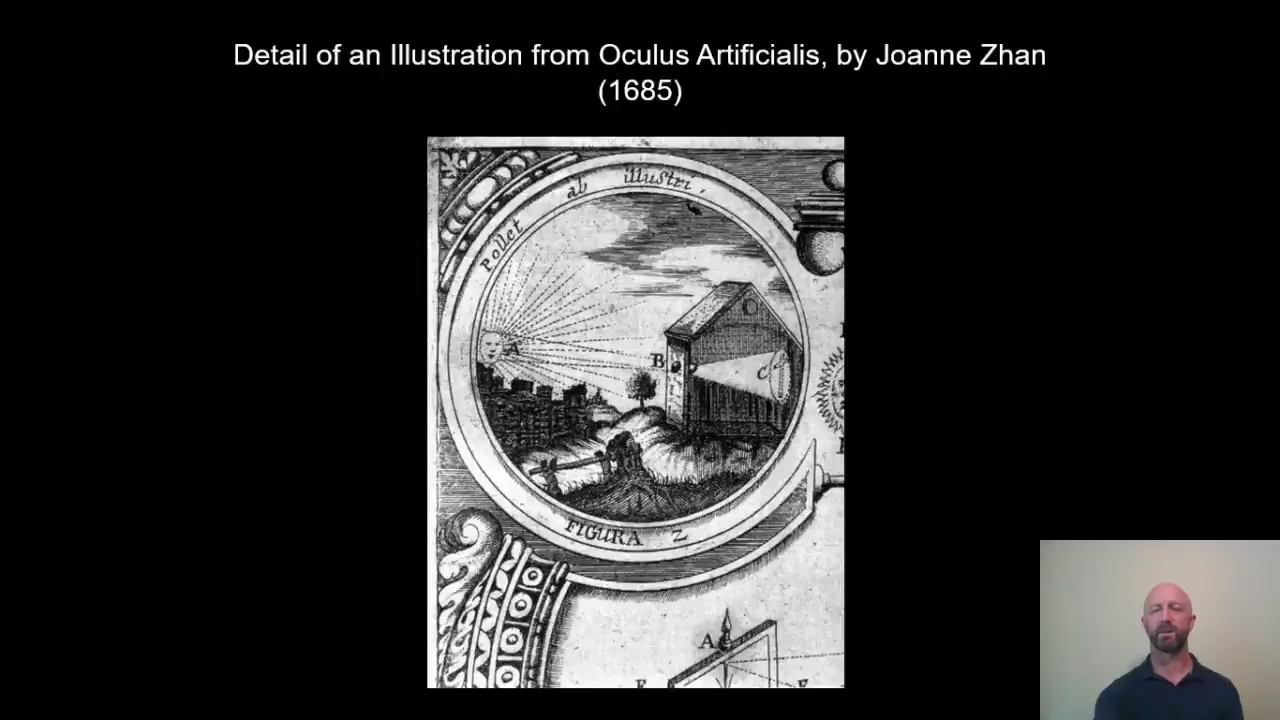 Detail of an Illustration from Oculus Artificialis, by Joanne Zhan
(1685)
Pollet ab illustri.
A
B
C
FIGURA 2
A